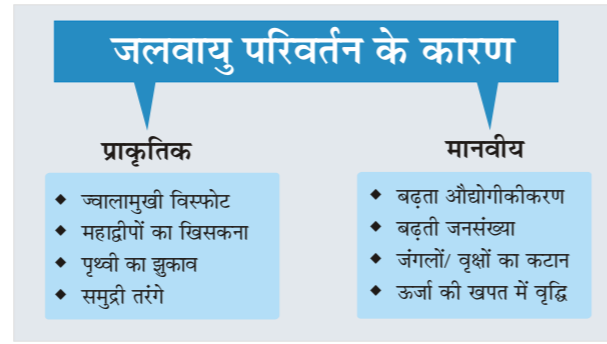 जलवायु परिवर्तन के कारण
प्राकृतिक
◆ ज्वालामुखी विस्फोट
◆ महाद्वीपों का खिसकना
◆ पृथ्वी का झुकाव
◆ समुद्री तरंगे
मानवीय
◆ बढ़ता औद्योगीकीकरण
◆ बढ़ती जनसंख्या
◆ जंगलों/ वृक्षों का कटान
◆ ऊर्जा की खपत में वृद्धि